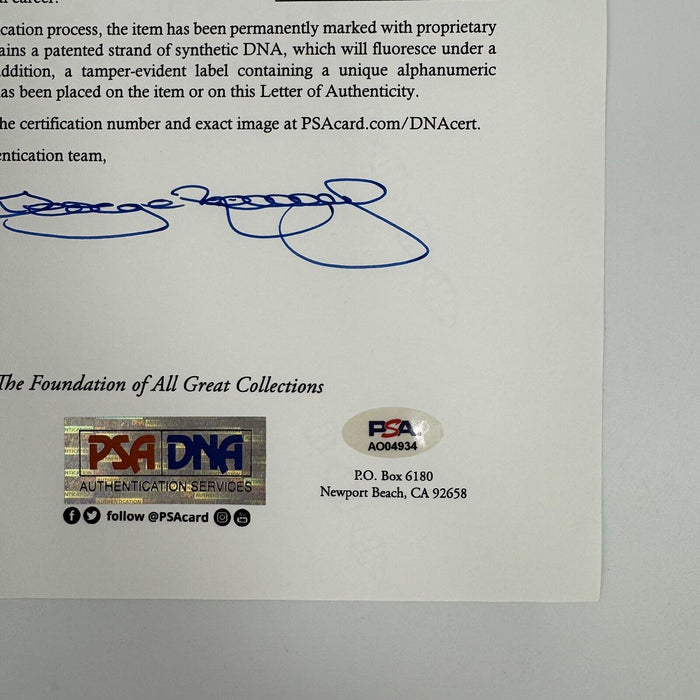 cation process, the item has been permanently marked with proprietary
ains a patented strand of synthetic DNA, which will fluoresce under a
ddition, a tamper-evident label containing a unique alphanumeric
as been placed on the item or on this Letter of Authenticity.
he certification number and exact image at PSAcard.com/DNAcert.
entication team,
The Foundation of All Great Collections
PSA DNA
AUTHENTICATION SERVICES
follow @PSAcard
PSA
AO04934
P.O. Box 6180
Newport Beach, CA 92658